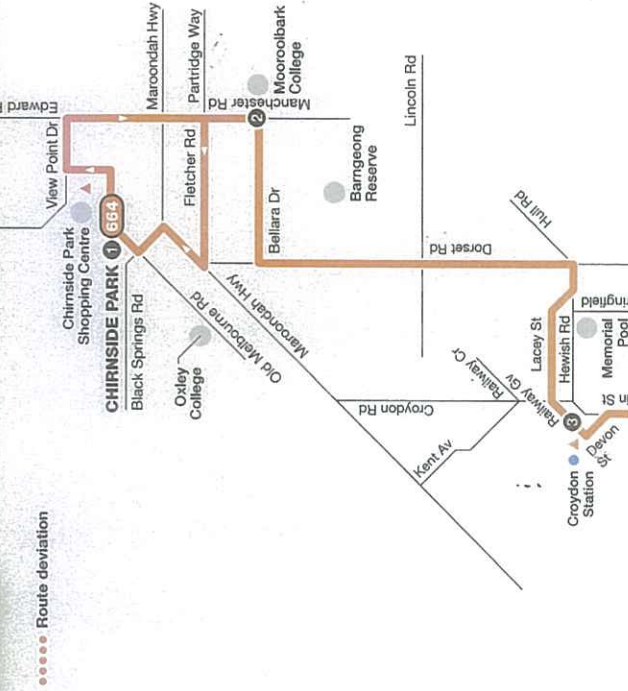 Route deviation
Edward
View Point Dr
Maroondah Hwy
Partridge Way
Manchester Rd
Mooroolbark
College
Chirnside Park
Shopping Centre
664
CHIRNSIDE PARK 1
Black Springs Rd
Fletcher Rd
2
Bellara Dr
Barngeong
Reserve
Lincoln Rd
Oxley
College
Old Melbourne Rd
Maroondah Hwy
Dorset Rd
Hull Rd
Croydon Rd
Kent Av
Railway Cr
Railway Gv
Lacey St
Hewish Rd
ringfield
Memorial
Pool
in St
3
Devon
St
Croydon
Station